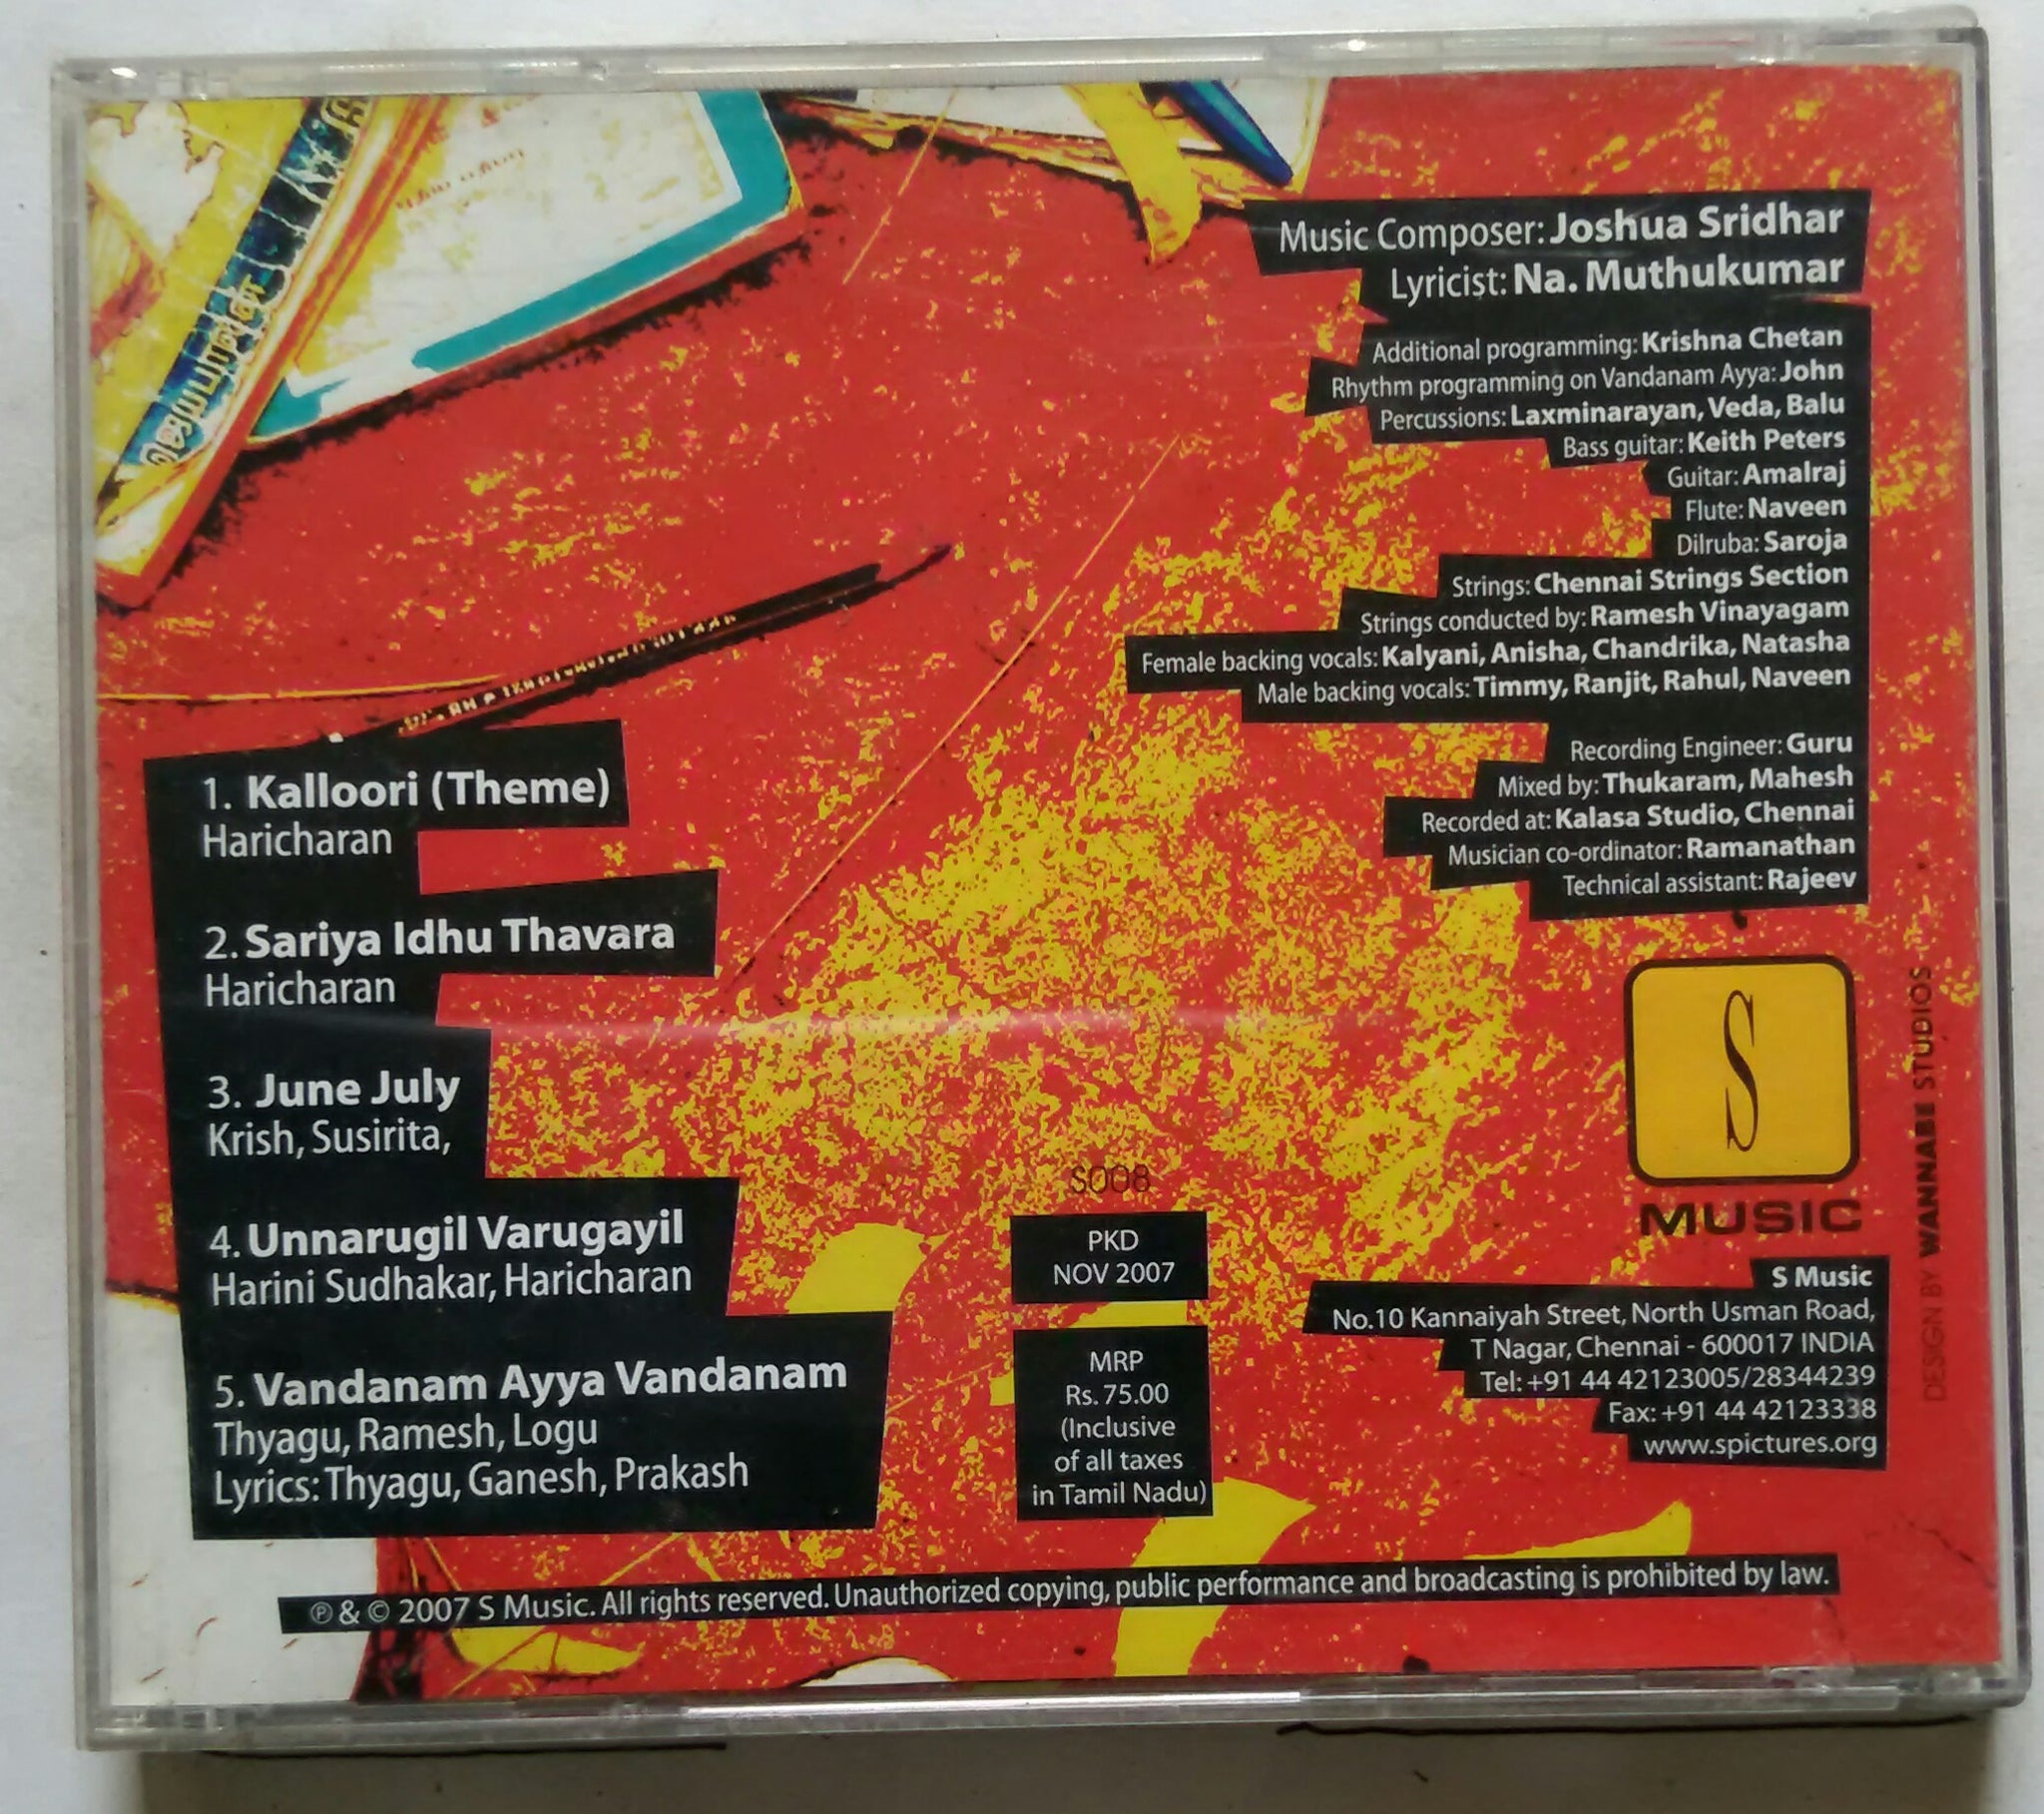 Music Composer: Joshua Sridhar
Lyricist: Na. Muthukumar
Additional programming: Krishna Chetan
Rhythm programming on Vandanam Ayya: John
Percussions: Laxminarayan, Veda, Balu
Bass guitar: Keith Peters
Guitar: Amalraj
Flute: Naveen
Dilruba: Saroja
Strings: Chennai Strings Section
Strings conducted by: Ramesh Vinayagam
Female backing vocals: Kalyani, Anisha, Chandrika, Natasha
Male backing vocals: Timmy, Ranjit, Rahul, Naveen
Recording Engineer: Guru
Mixed by: Thukaram, Mahesh
Recorded at: Kalasa Studio, Chennai
Musician co-ordinator: Ramanathan
Technical assistant: Rajeev
1. Kalloori (Theme)
Haricharan
2. Sariya Idhu Thavara
Haricharan
3. June July
Krish, Susirita,
4. Unnarugil Varugayil
Harini Sudhakar, Haricharan
5. Vandanam Ayya Vandanam
Thyagu, Ramesh, Logu
Lyrics: Thyagu, Ganesh, Prakash
S008
PKD
NOV 2007
MRP
Rs. 75.00
(Inclusive
of all taxes
in Tamil Nadu)
S
MUSIC
S Music
No.10 Kannaiyah Street, North Usman Road,
T Nagar, Chennai - 600017 INDIA
Tel: +91 44 42123005/28344239
Fax: +91 44 42123338
www.spictures.org
DESIGN BY WANNABE STUDIOS
℗ & © 2007 S Music. All rights reserved. Unauthorized copying, public performance and broadcasting is prohibited by law.